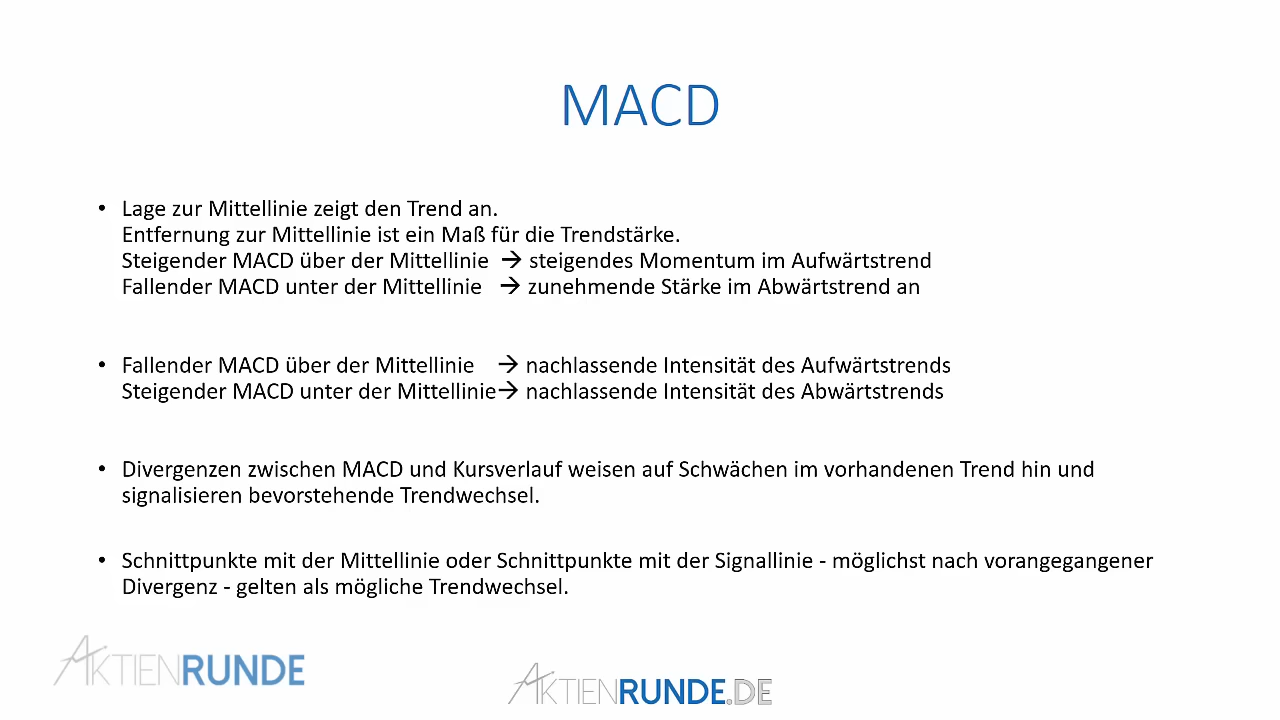 MACD
• Lage zur Mittellinie zeigt den Trend an.
Entfernung zur Mittellinie ist ein Maß für die Trendstärke.
Steigender MACD über der Mittellinie → steigendes Momentum im Aufwärtstrend
Fallender MACD unter der Mittellinie → zunehmende Stärke im Abwärtstrend an
• Fallender MACD über der Mittellinie → nachlassende Intensität des Aufwärtstrends
Steigender MACD unter der Mittellinie→ nachlassende Intensität des Abwärtstrends
• Divergenzen zwischen MACD und Kursverlauf weisen auf Schwächen im vorhandenen Trend hin und
signalisieren bevorstehende Trendwechsel.
• Schnittpunkte mit der Mittellinie oder Schnittpunkte mit der Signallinie - möglichst nach vorangegangener
Divergenz - gelten als mögliche Trendwechsel.
AKTIENRUNDE
AKTIENRUNDE.DE